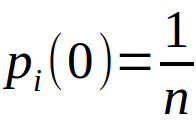 p_i(0) = 1/n